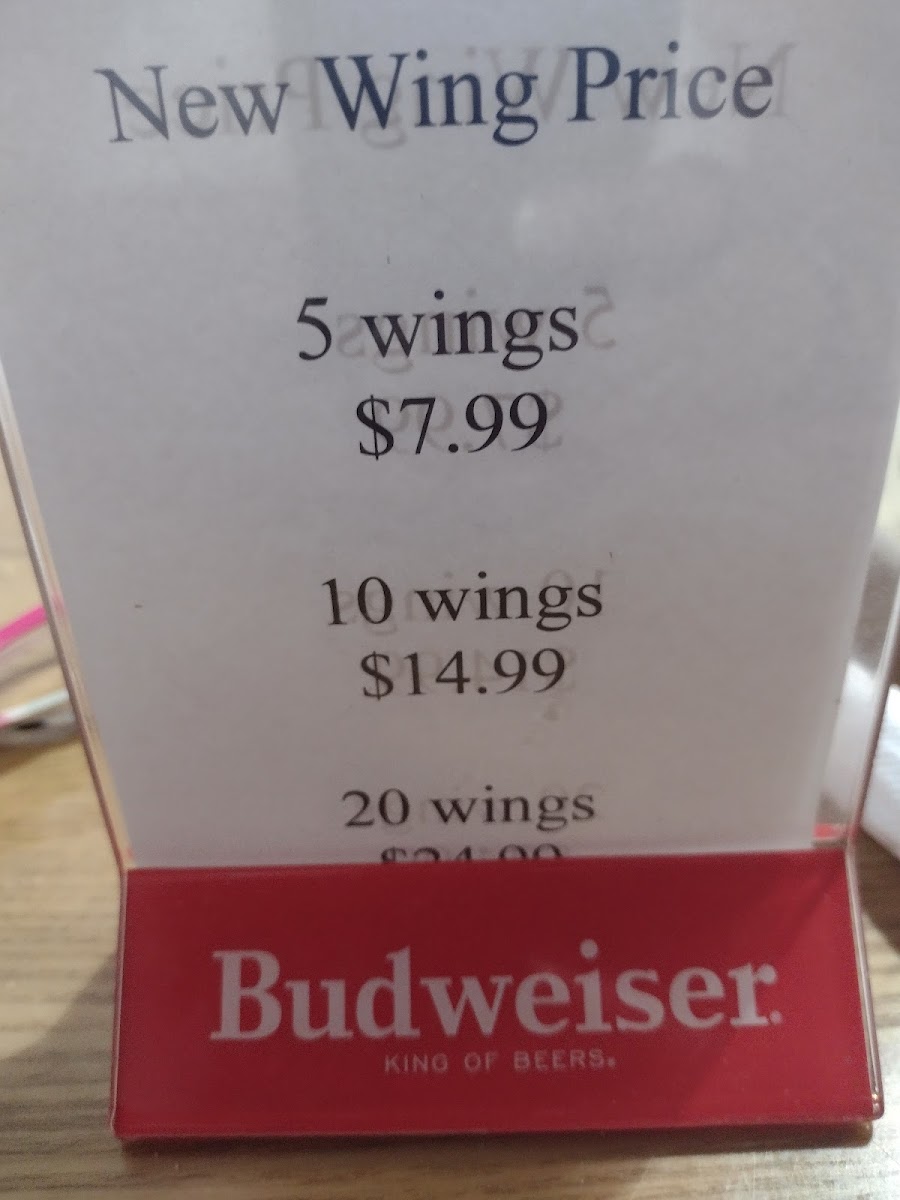 New Wing Price
5 wings
$7.99
10 wings
$14.99
20 wings
Budweiser
KING OF BEERS.